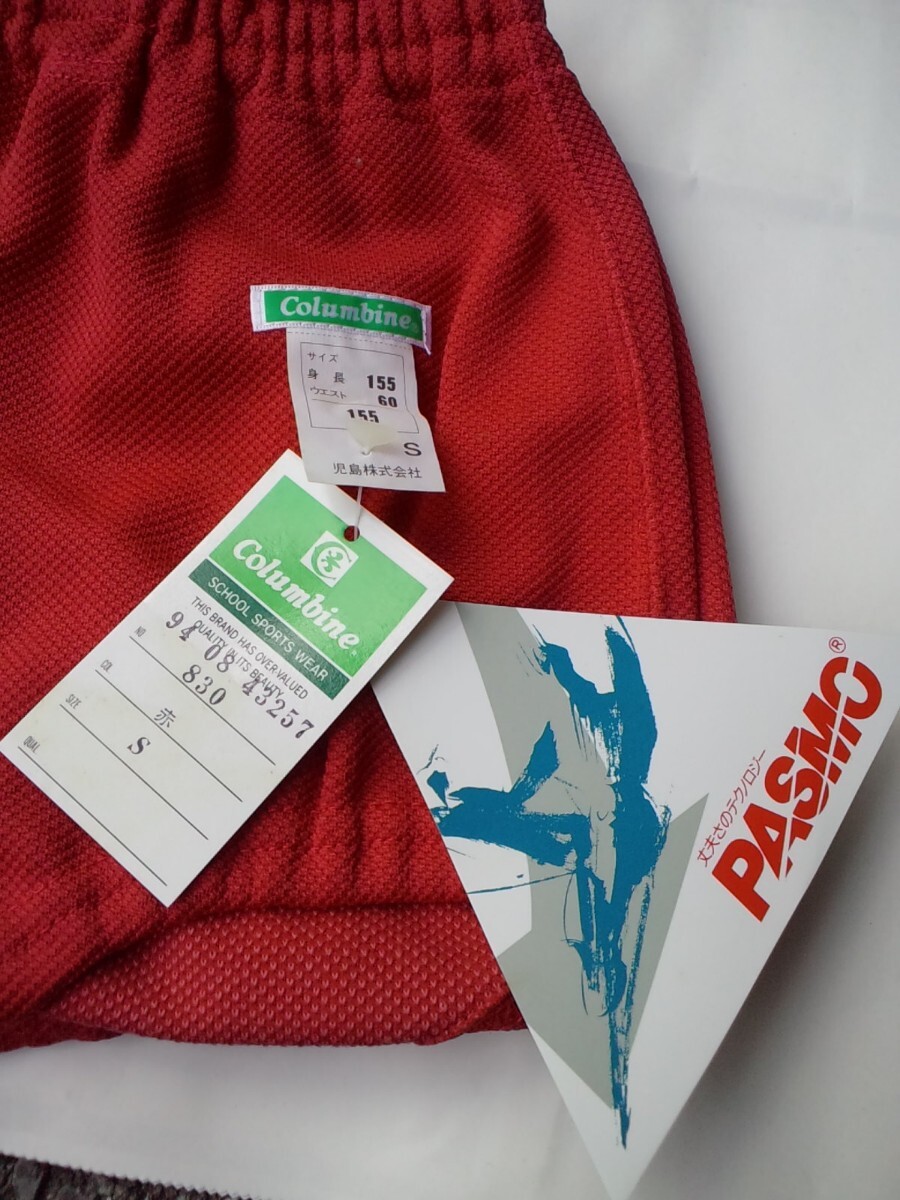 Columbine
サイズ
身長 155
ウエスト 60
155
S
児島株式会社
Columbine®
SCHOOL SPORTS WEAR
THIS BRAND HAS OVER-VALUED
QUALITY IN ITS BEAUTY
NO. 94 08 43257
830
COL 赤
SIZE S
QUAL
丈夫さのテクノロジー
PASMO®